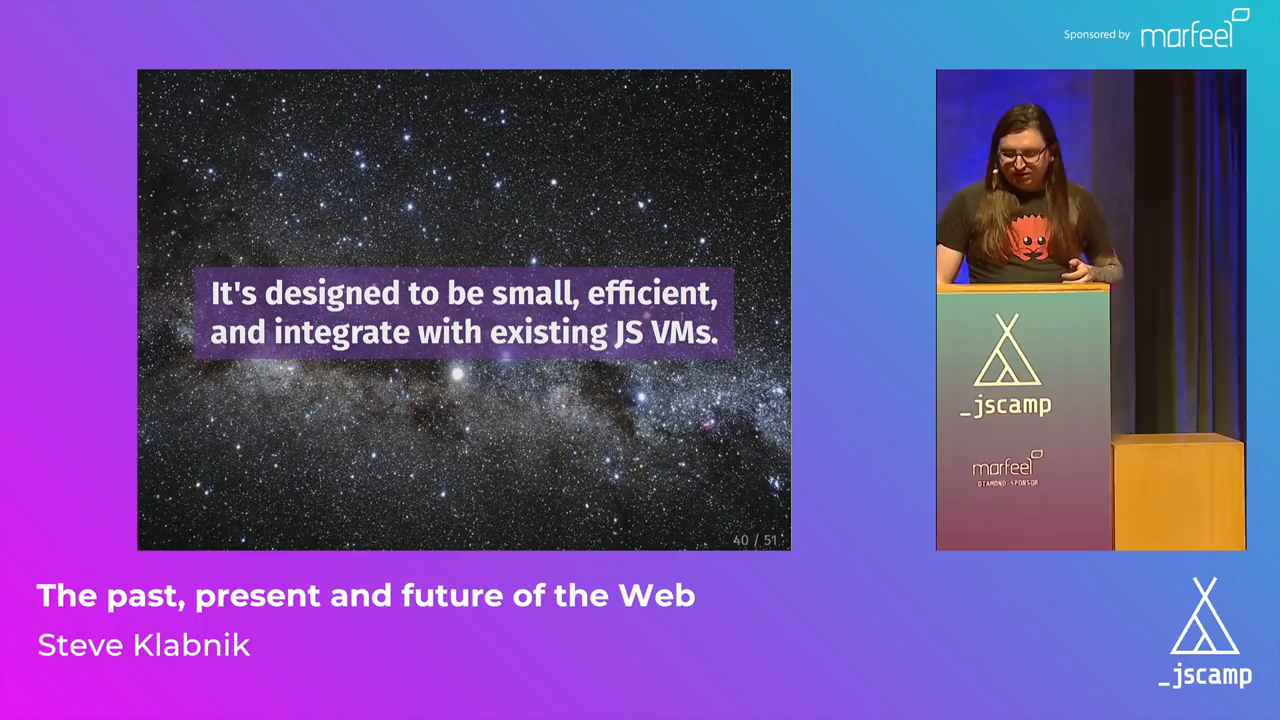 Sponsored by marfeel
It's designed to be small, efficient,
and integrate with existing JS VMs.
40 / 51
_jscamp
marfeel
DIAMOND SPONSOR
The past, present and future of the Web
Steve Klabnik
_jscamp